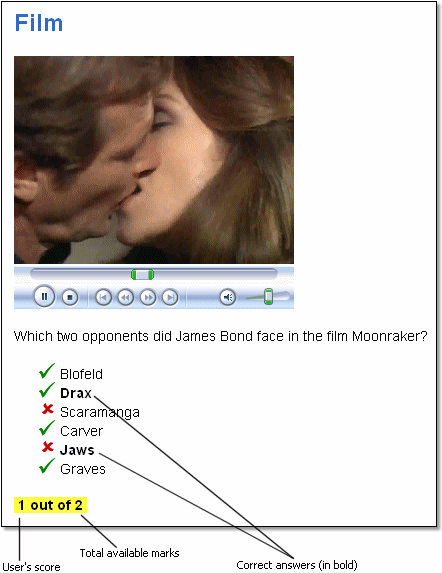 Film
Which two opponents did James Bond face in the film Moonraker?
Blofeld
Drax
Scaramanga
Carver
Jaws
Graves
1 out of 2
User's score
Total available marks
Correct answers (in bold)